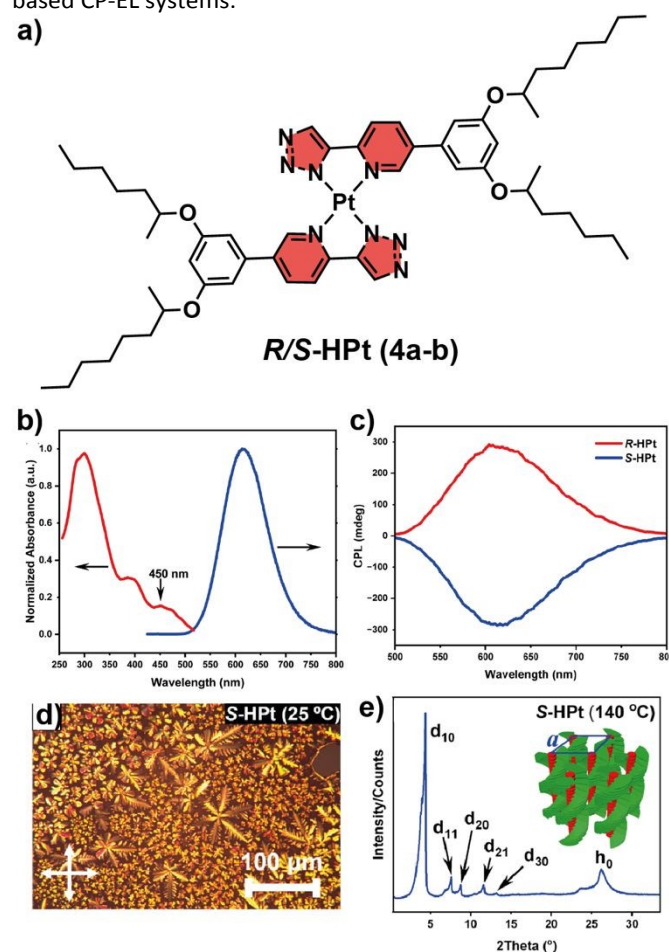 based CP-EL systems.
a)
O
O
N
N
N
N
Pt
N
N
N
N
O
O
R/S-HPt (4a-b)
b)
Normalized Absorbance (a.u.)
1.0
0.8
0.6
0.4
0.2
0.0
450 nm
250 300 350 400 450 500 550 600 650 700 750 800
Wavelength (nm)
c)
CPL (mdeg)
300
200
100
0
−100
−200
−300
R-HPt
S-HPt
500 550 600 650 700 750 800
Wavelength (nm)
d)
S-HPt (25 ºC)
100 μm
e)
S-HPt (140 ºC)
Intensity/Counts
d10
a
d11
d20
d21
d30
h0
5 10 15 20 25 30
2Theta (º)